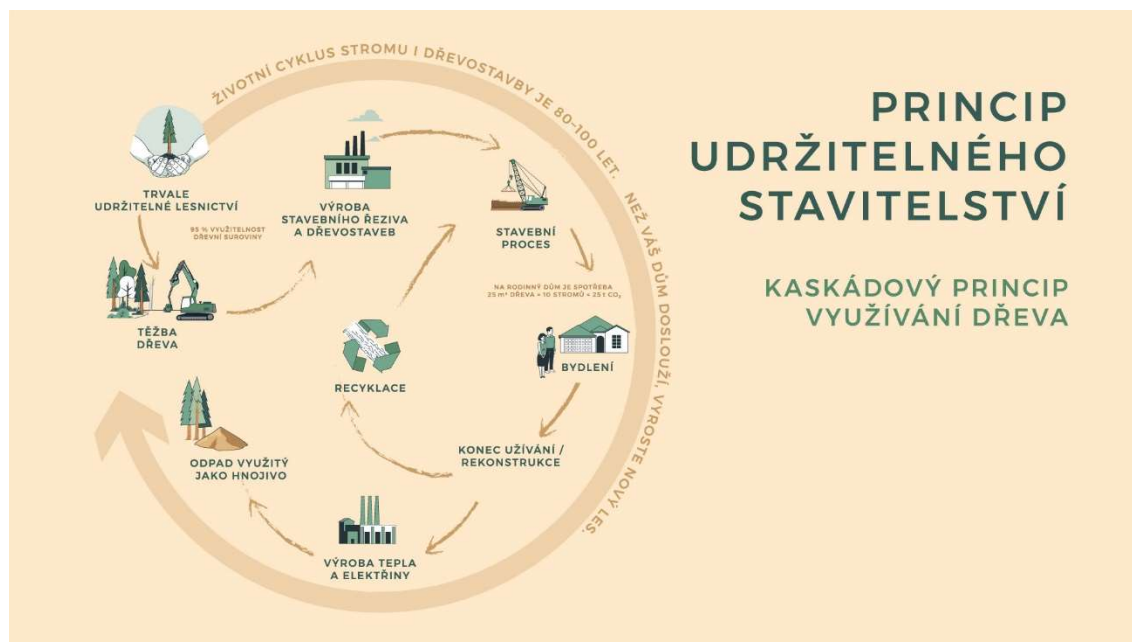 ŽIVOTNÍ CYKLUS STROMU I DŘEVOSTAVBY JE 80-100 LET. NEŽ VÁŠ DŮM DOSLOUŽÍ, VYROSTE NOVÝ LES.
PRINCIP
UDRŽITELNÉHO
STAVITELSTVÍ
KASKÁDOVÝ PRINCIP
VYUŽÍVÁNÍ DŘEVA
TRVALE
UDRŽITELNÉ LESNICTVÍ
95 % VYUŽITELNOST
DŘEVNÍ SUROVINY
TĚŽBA
DŘEVA
VÝROBA
STAVEBNÍHO ŘEZIVA
A DŘEVOSTAVEB
STAVEBNÍ
PROCES
NA RODINNÝ DŮM JE SPOTŘEBA
25 m³ DŘEVA = 10 STROMŮ = 25 t CO₂
BYDLENÍ
RECYKLACE
KONEC UŽÍVÁNÍ /
REKONSTRUKCE
VÝROBA TEPLA
A ELEKTŘINY
ODPAD VYUŽITÝ
JAKO HNOJIVO